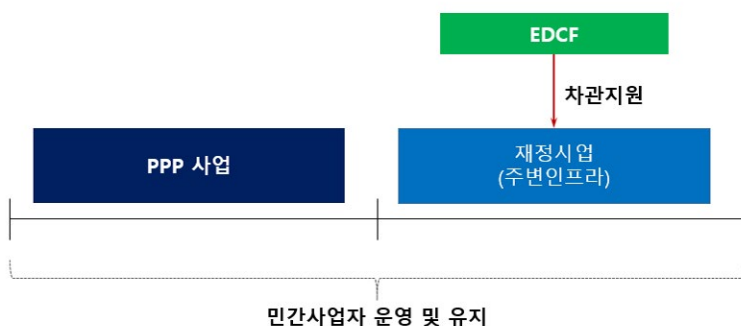 EDCF
차관지원
PPP 사업
재정시업
(주변인프라)
민간사업자 운영 및 유지